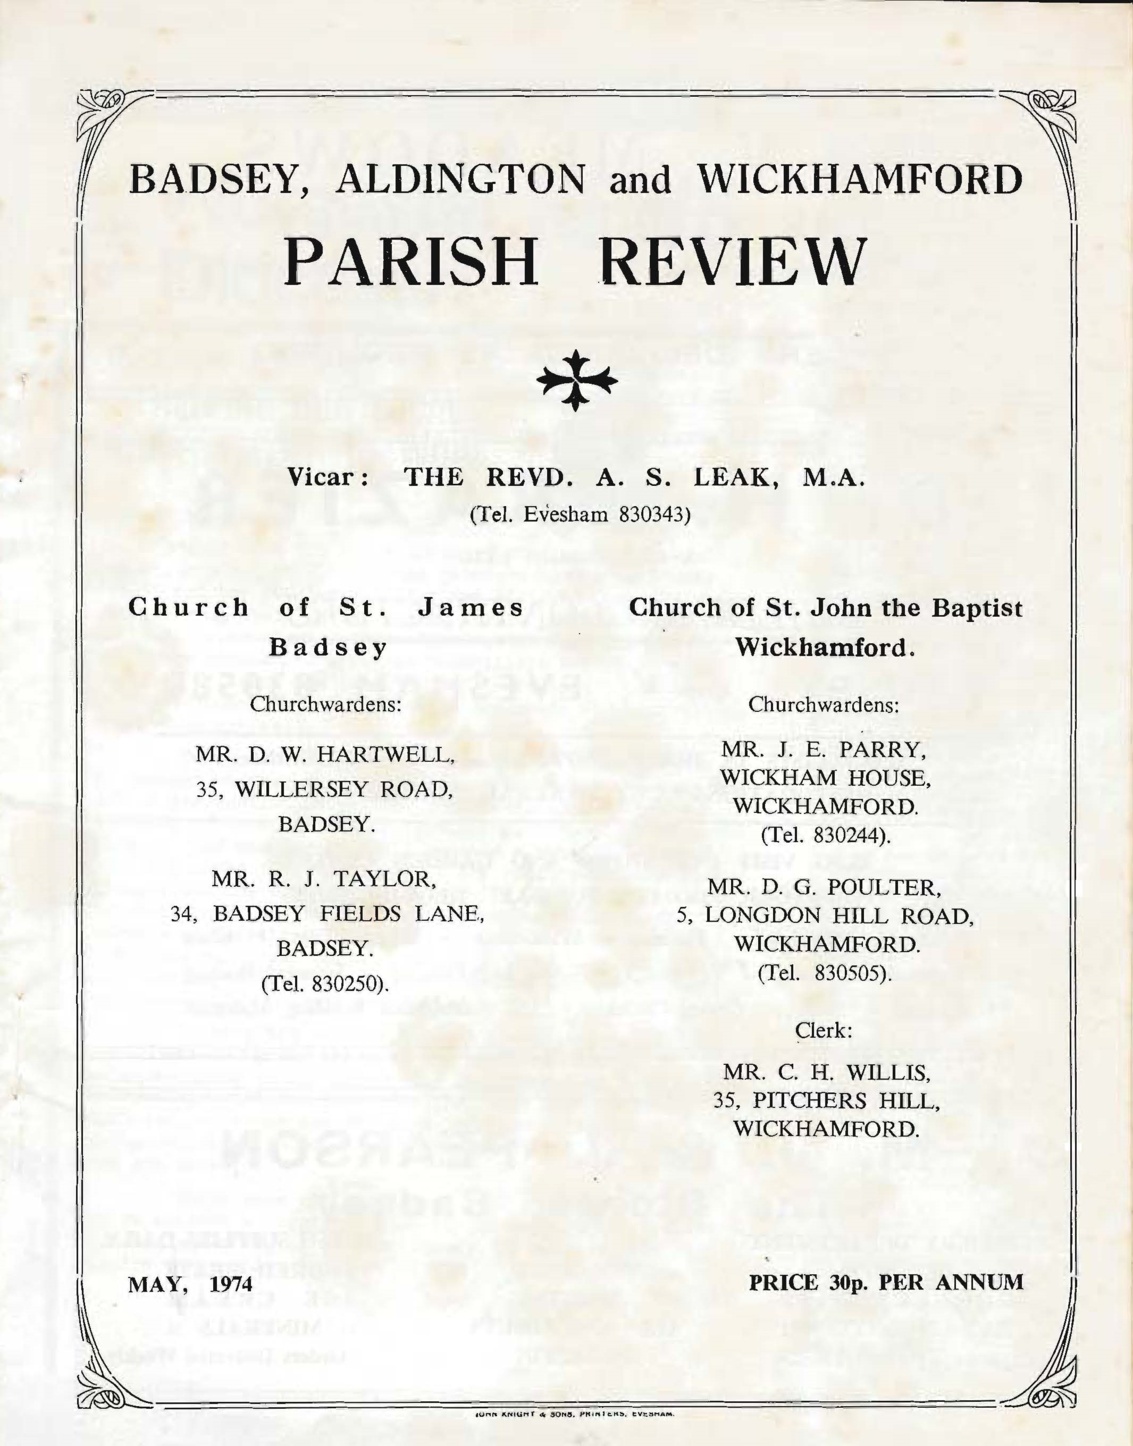 BADSEY, ALDINGTON and WICKHAMFORD
PARISH REVIEW
Vicar: THE REVD. A. S. LEAK, M.A.
(Tel. Evesham 830343)
Church of St. James
Badsey
Churchwardens:
MR. D. W. HARTWELL,
35, WILLERSEY ROAD,
BADSEY.
MR. R. J. TAYLOR,
34, BADSEY FIELDS LANE,
BADSEY.
(Tel. 830250).
Church of St. John the Baptist
Wickhamford.
Churchwardens:
MR. J. E. PARRY,
WICKHAM HOUSE,
WICKHAMFORD.
(Tel. 830244).
MR. D. G. POULTER,
5, LONGDON HILL ROAD,
WICKHAMFORD.
(Tel. 830505).
Clerk:
MR. C. H. WILLIS,
35, PITCHERS HILL,
WICKHAMFORD.
MAY, 1974
PRICE 30p. PER ANNUM
JOHN KNIGHT & SONS, PRINTERS, EVESHAM.